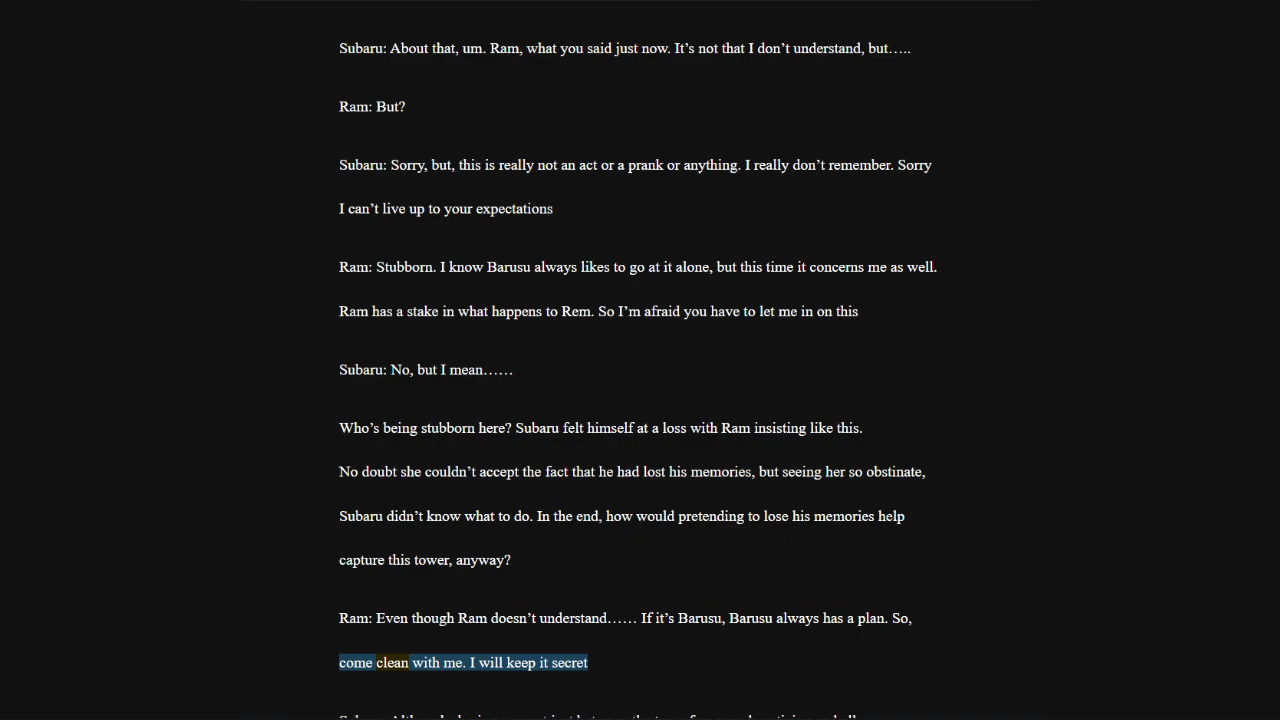 Subaru: About that, um. Ram, what you said just now. It’s not that I don’t understand, but…..
Ram: But?
Subaru: Sorry, but, this is really not an act or a prank or anything. I really don’t remember. Sorry
I can’t live up to your expectations
Ram: Stubborn. I know Barusu always likes to go at it alone, but this time it concerns me as well.
Ram has a stake in what happens to Rem. So I’m afraid you have to let me in on this
Subaru: No, but I mean……
Who’s being stubborn here? Subaru felt himself at a loss with Ram insisting like this.
No doubt she couldn’t accept the fact that he had lost his memories, but seeing her so obstinate,
Subaru didn’t know what to do. In the end, how would pretending to lose his memories help
capture this tower, anyway?
Ram: Even though Ram doesn’t understand…… If it’s Barusu, Barusu always has a plan. So,
come clean with me. I will keep it secret